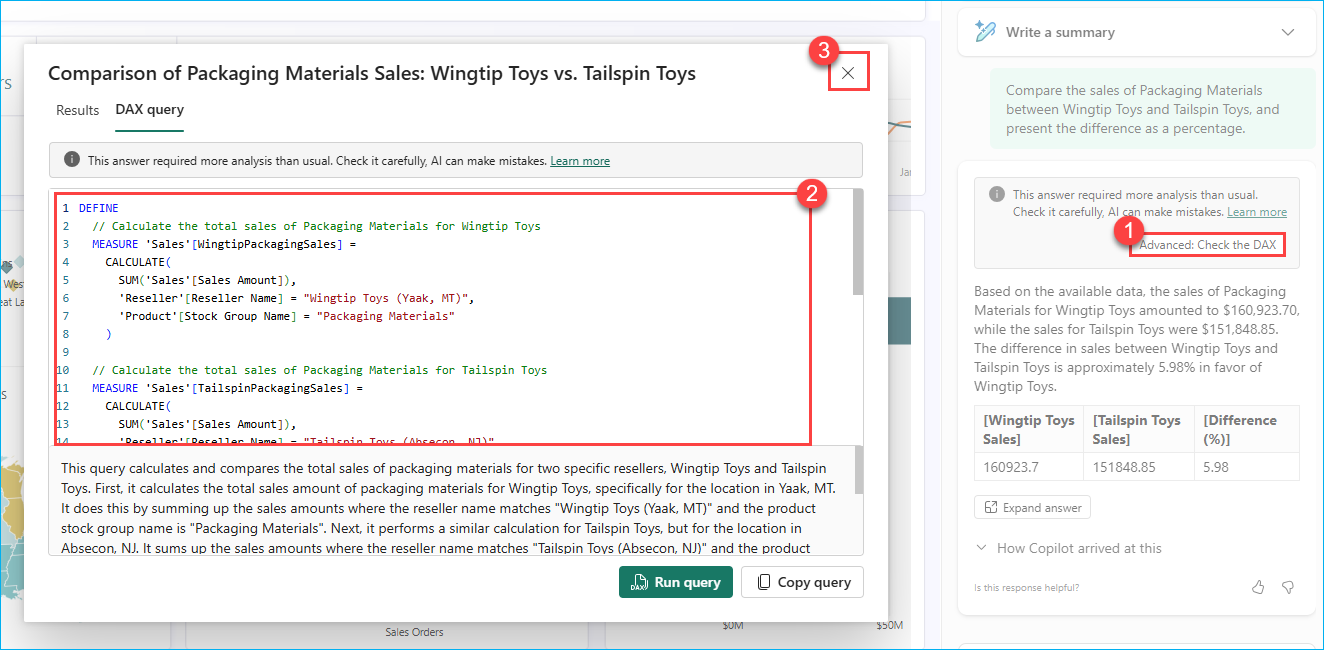 Comparison of Packaging Materials Sales: Wingtip Toys vs. Tailspin Toys
3
Results
DAX query
This answer required more analysis than usual. Check it carefully, AI can make mistakes. Learn more
2
1 DEFINE
2 // Calculate the total sales of Packaging Materials for Wingtip Toys
3 MEASURE 'Sales'[WingtipPackagingSales] =
4 CALCULATE(
5 SUM('Sales'[Sales Amount]),
6 'Reseller'[Reseller Name] = "Wingtip Toys (Yaak, MT)",
7 'Product'[Stock Group Name] = "Packaging Materials"
8 )
9
10 // Calculate the total sales of Packaging Materials for Tailspin Toys
11 MEASURE 'Sales'[TailspinPackagingSales] =
12 CALCULATE(
13 SUM('Sales'[Sales Amount]),
14 'Reseller'[Reseller Name] = "Tailspin Toys (Absecon, NJ)"
This query calculates and compares the total sales of packaging materials for two specific resellers, Wingtip Toys and Tailspin
Toys. First, it calculates the total sales amount of packaging materials for Wingtip Toys, specifically for the location in Yaak, MT.
It does this by summing up the sales amounts where the reseller name matches "Wingtip Toys (Yaak, MT)" and the product
stock group name is "Packaging Materials". Next, it performs a similar calculation for Tailspin Toys, but for the location in
Absecon, NJ. It sums up the sales amounts where the reseller name matches "Tailspin Toys (Absecon, NJ)" and the product
DAX Run query
Copy query
Sales Orders
$0M
$50M
Write a summary
Compare the sales of Packaging Materials
between Wingtip Toys and Tailspin Toys, and
present the difference as a percentage.
This answer required more analysis than usual.
Check it carefully, AI can make mistakes. Learn more
1
Advanced: Check the DAX
Based on the available data, the sales of Packaging
Materials for Wingtip Toys amounted to $160,923.70,
while the sales for Tailspin Toys were $151,848.85.
The difference in sales between Wingtip Toys and
Tailspin Toys is approximately 5.98% in favor of
Wingtip Toys.
[Wingtip Toys Sales] [Tailspin Toys Sales] [Difference (%)]
160923.7 151848.85 5.98
Expand answer
How Copilot arrived at this
Is this response helpful?